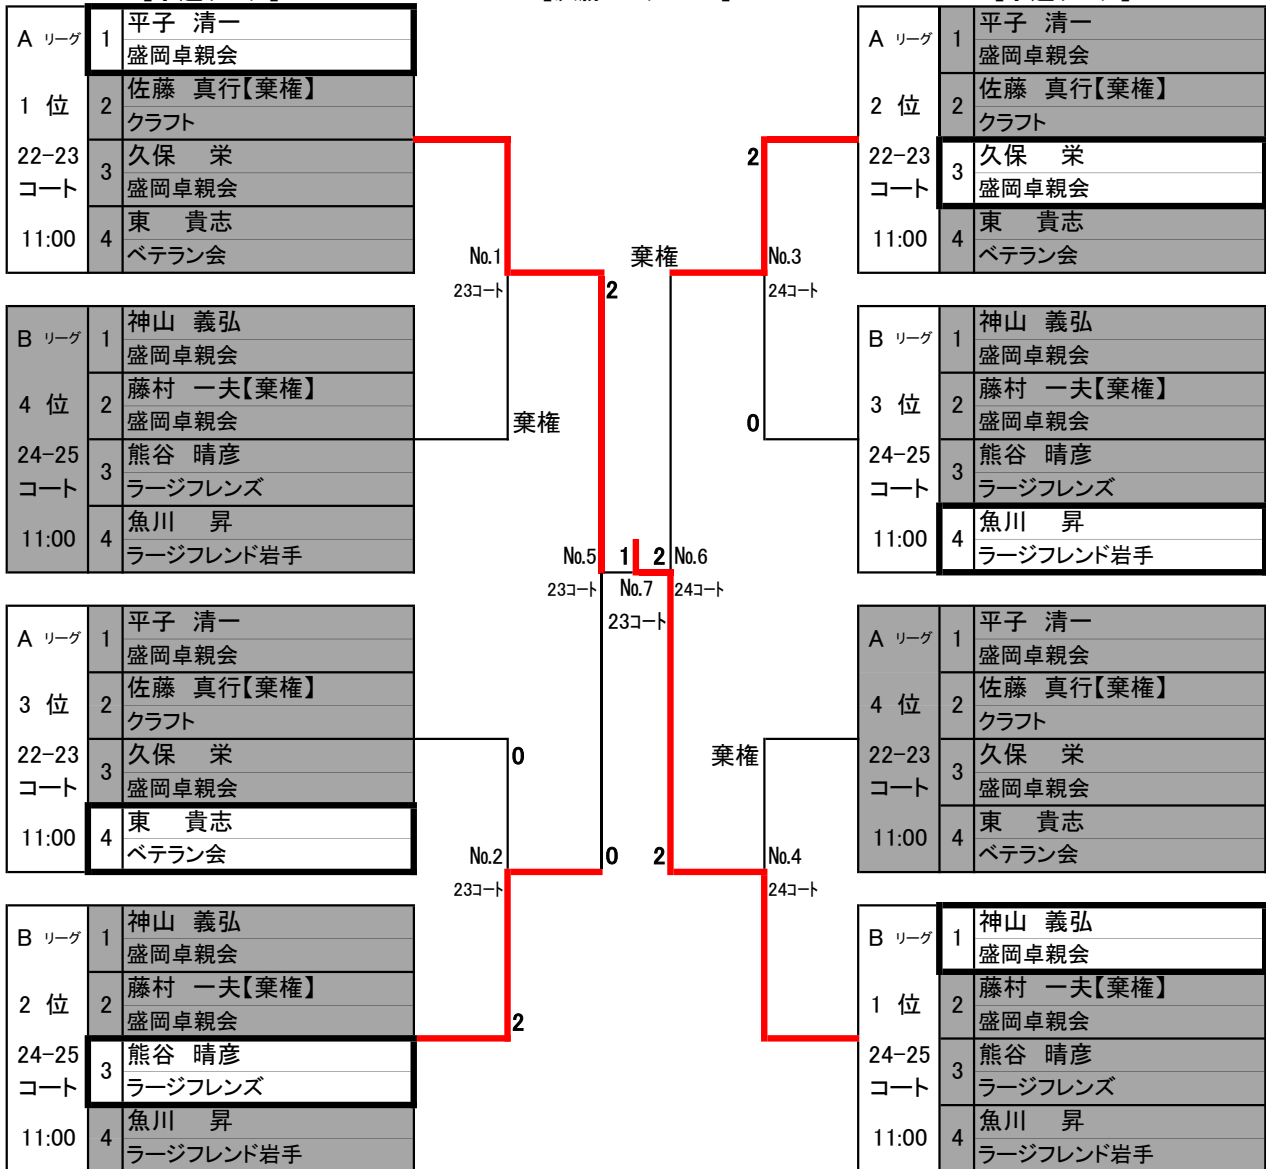 A リーグ
1 位
22-23
コート
11:00
1 平子 清一
盛岡卓親会
2 佐藤 真行【棄権】
クラフト
3 久保 栄
盛岡卓親会
4 東 貴志
ベテラン会
B リーグ
4 位
24-25
コート
11:00
1 神山 義弘
盛岡卓親会
2 藤村 一夫【棄権】
盛岡卓親会
3 熊谷 晴彦
ラージフレンズ
4 魚川 昇
ラージフレンド岩手
A リーグ
3 位
22-23
コート
11:00
1 平子 清一
盛岡卓親会
2 佐藤 真行【棄権】
クラフト
3 久保 栄
盛岡卓親会
4 東 貴志
ベテラン会
B リーグ
2 位
24-25
コート
11:00
1 神山 義弘
盛岡卓親会
2 藤村 一夫【棄権】
盛岡卓親会
3 熊谷 晴彦
ラージフレンズ
4 魚川 昇
ラージフレンド岩手
No.1
23コート
2
棄権
No.5
23コート
1
2
No.7
23コート
No.6
24コート
0
No.2
23コート
0
2
棄権
2
No.3
24コート
0
棄権
2
No.4
24コート
A リーグ
2 位
22-23
コート
11:00
1 平子 清一
盛岡卓親会
2 佐藤 真行【棄権】
クラフト
3 久保 栄
盛岡卓親会
4 東 貴志
ベテラン会
B リーグ
3 位
24-25
コート
11:00
1 神山 義弘
盛岡卓親会
2 藤村 一夫【棄権】
盛岡卓親会
3 熊谷 晴彦
ラージフレンズ
4 魚川 昇
ラージフレンド岩手
A リーグ
4 位
22-23
コート
11:00
1 平子 清一
盛岡卓親会
2 佐藤 真行【棄権】
クラフト
3 久保 栄
盛岡卓親会
4 東 貴志
ベテラン会
B リーグ
1 位
24-25
コート
11:00
1 神山 義弘
盛岡卓親会
2 藤村 一夫【棄権】
盛岡卓親会
3 熊谷 晴彦
ラージフレンズ
4 魚川 昇
ラージフレンド岩手